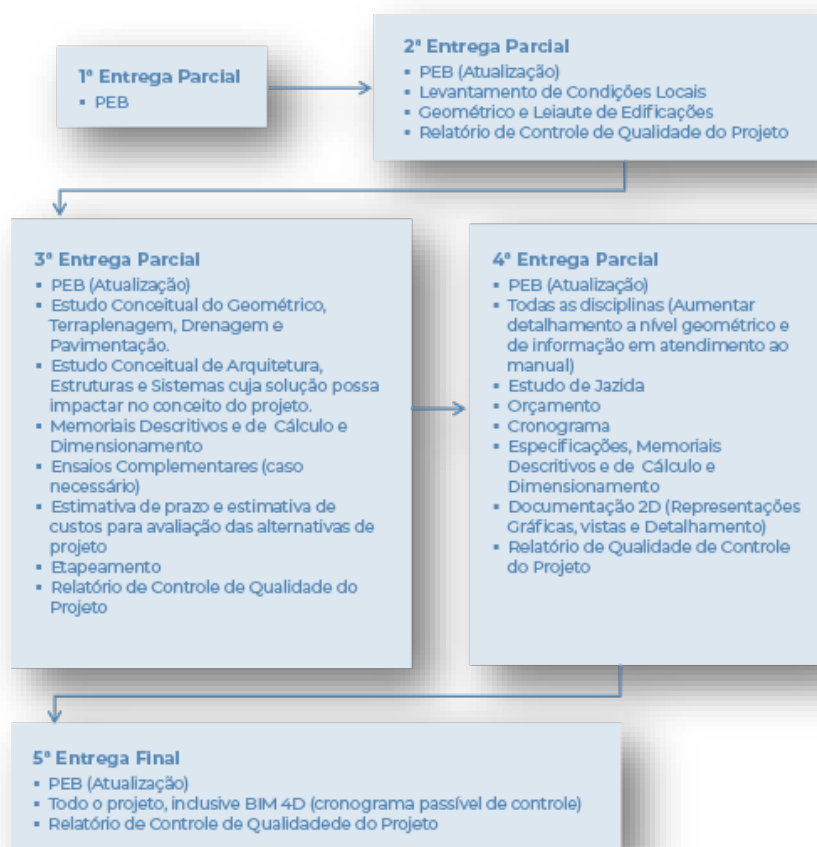 1ª Entrega Parcial
▪ PEB
2ª Entrega Parcial
▪ PEB (Atualização)
▪ Levantamento de Condições Locais
▪ Geométrico e Leiaute de Edificações
▪ Relatório de Controle de Qualidade do Projeto
3ª Entrega Parcial
▪ PEB (Atualização)
▪ Estudo Conceitual do Geométrico,
Terraplenagem, Drenagem e
Pavimentação.
▪ Estudo Conceitual de Arquitetura,
Estruturas e Sistemas cuja solução possa
impactar no conceito do projeto.
▪ Memoriais Descritivos e de Cálculo e
Dimensionamento
▪ Ensaios Complementares (caso
necessário)
▪ Estimativa de prazo e estimativa de
custos para avaliação das alternativas de
projeto
▪ Etapeamento
▪ Relatório de Controle de Qualidade do
Projeto
4ª Entrega Parcial
▪ PEB (Atualização)
▪ Todas as disciplinas (Aumentar
detalhamento a nível geométrico e
de informação em atendimento ao
manual)
▪ Estudo de Jazida
▪ Orçamento
▪ Cronograma
▪ Especificações, Memoriais
Descritivos e de Cálculo e
Dimensionamento
▪ Documentação 2D (Representações
Gráficas, vistas e Detalhamento)
▪ Relatório de Qualidade de Controle
do Projeto
5ª Entrega Final
▪ PEB (Atualização)
▪ Todo o projeto, inclusive BIM 4D (cronograma passível de controle)
▪ Relatório de Controle de Qualidadede do Projeto